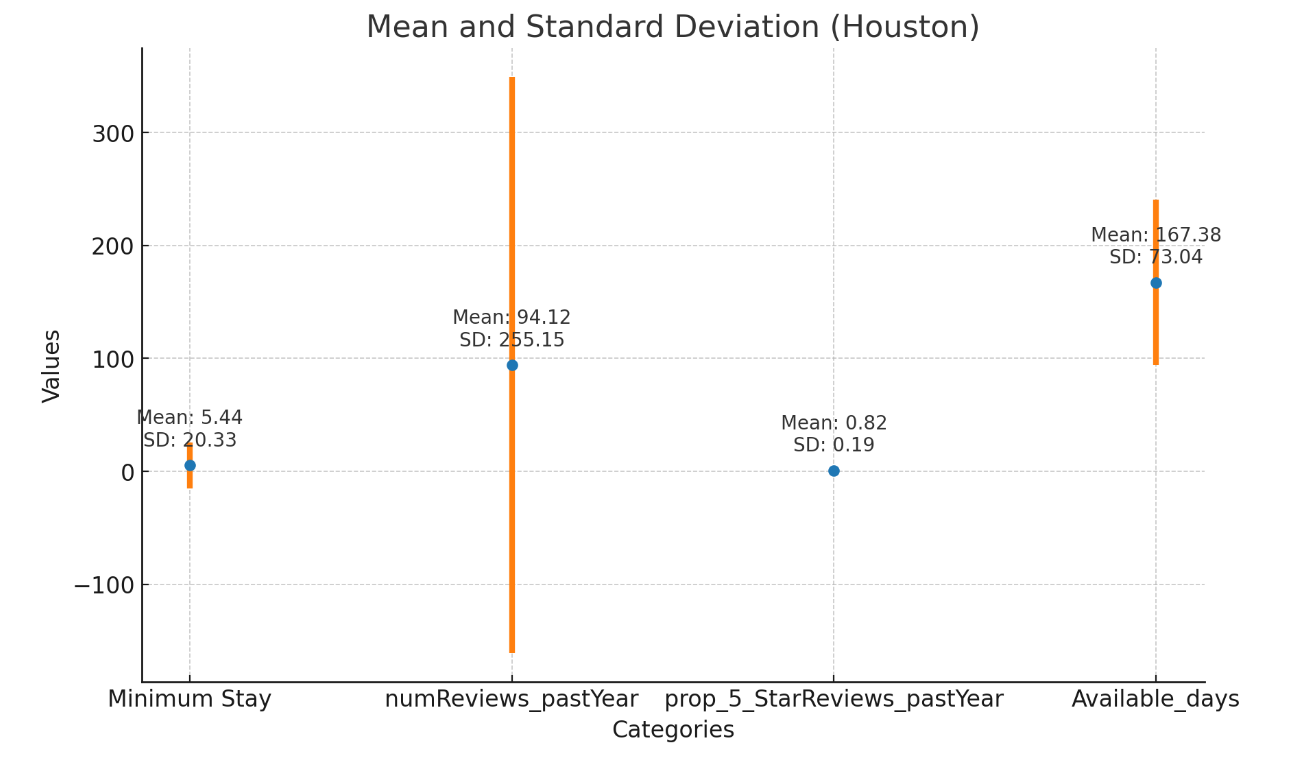 Mean and Standard Deviation (Houston)
Values
300
200
100
0
−100
Mean: 5.44
SD: 20.33
Mean: 94.12
SD: 255.15
Mean: 0.82
SD: 0.19
Mean: 167.38
SD: 73.04
Minimum Stay
numReviews_pastYear
prop_5_StarReviews_pastYear
Available_days
Categories